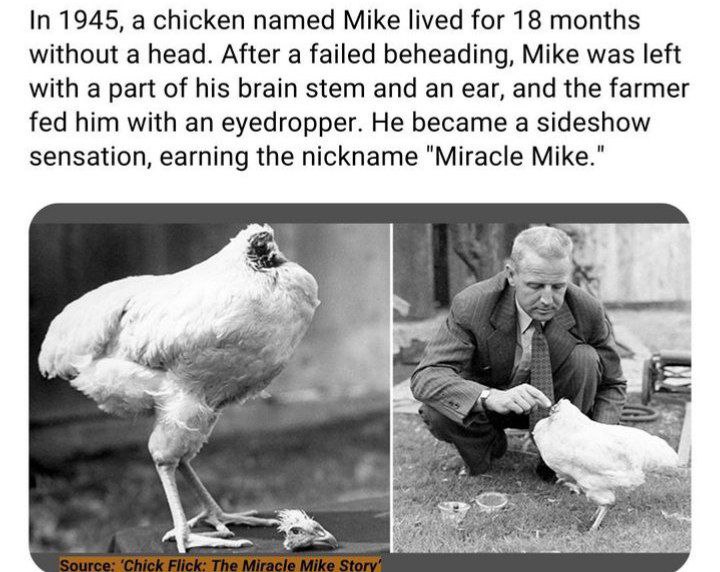 In 1945, a chicken named Mike lived for 18 months
without a head. After a failed beheading, Mike was left
with a part of his brain stem and an ear, and the farmer
fed him with an eyedropper. He became a sideshow
sensation, earning the nickname "Miracle Mike."
Source: 'Chick Flick: The Miracle Mike Story'